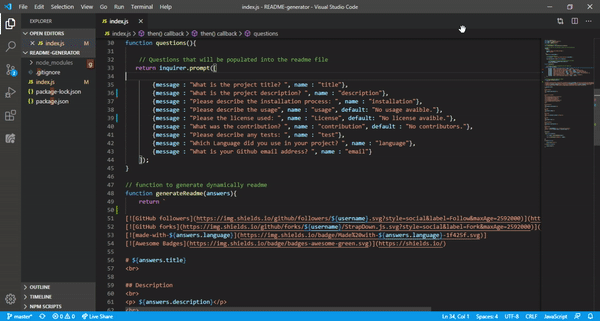 File Edit Selection View Go Run Terminal Help
index.js - README-generator - Visual Studio Code
EXPLORER
OPEN EDITORS
index.js M
README-GENERATOR
node_modules
.gitignore
index.js M
package-lock.json
package.json
OUTLINE
TIMELINE
NPM SCRIPTS
index.js
index.js > then() callback > then() callback > questions
30 function questions(){
31
32 // Questions that will be populated into the readme file
33 return inquirer.prompt([
34
35 {message : "What is the project title? ", name : "title"},
36 {message : "What is the project description? ", name : "description"},
37 {message : "Please describe the installation process: ", name : "installation"},
38 {message : "Please describe the usage: ", name : "usage", default: "No usage avaible."},
39 {message : "Please the license used: ", name : "License", default: "No license avaible."},
40 {message : "What was the contribution? ", name : "contribution", default : "No contributors."},
41 {message : "Please describe any tests: ", name : "test"},
42 {message : "Which Language did you use in your project? ", name : "language"},
43 {message : "What is your Github email address? ", name : "email"}
44 ]);
45 }
46
47 // function to generate dynamically readme
48 function generateReadme(answers){
49 return `
50
51 [![GitHub followers](https://img.shields.io/github/followers/${username}.svg?style=social&label=Follow&maxAge=2592000)](htt
52 [![GitHub forks](https://img.shields.io/github/forks/${username}/StrapDown.js.svg?style=social&label=Fork&maxAge=2592000)](
53 [![made-with-${answers.language}](https://img.shields.io/badge/Made%20with-${answers.language}-1f425f.svg)]
54 [![Awesome Badges](https://img.shields.io/badge/badges-awesome-green.svg)](https://shields.io/)
55
56 # ${answers.title}
57 <br>
58
59 ## Description
60 <br>
61 <p> ${answers.description}</p>
62 <br>
0 0 Live Share
Ln 34, Col 1 Spaces: 4 UTF-8 CRLF JavaScript